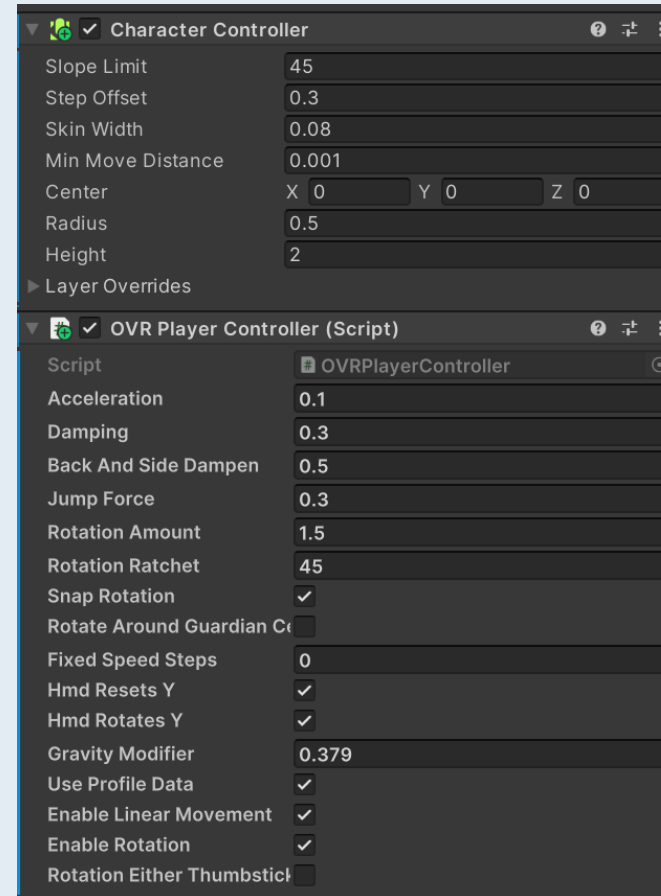 Character Controller
Slope Limit 45
Step Offset 0.3
Skin Width 0.08
Min Move Distance 0.001
Center X 0 Y 0 Z 0
Radius 0.5
Height 2
Layer Overrides
OVR Player Controller (Script)
Script # OVRPlayerController
Acceleration 0.1
Damping 0.3
Back And Side Dampen 0.5
Jump Force 0.3
Rotation Amount 1.5
Rotation Ratchet 45
Snap Rotation
Rotate Around Guardian Ce
Fixed Speed Steps 0
Hmd Resets Y
Hmd Rotates Y
Gravity Modifier 0.379
Use Profile Data
Enable Linear Movement
Enable Rotation
Rotation Either Thumbstick